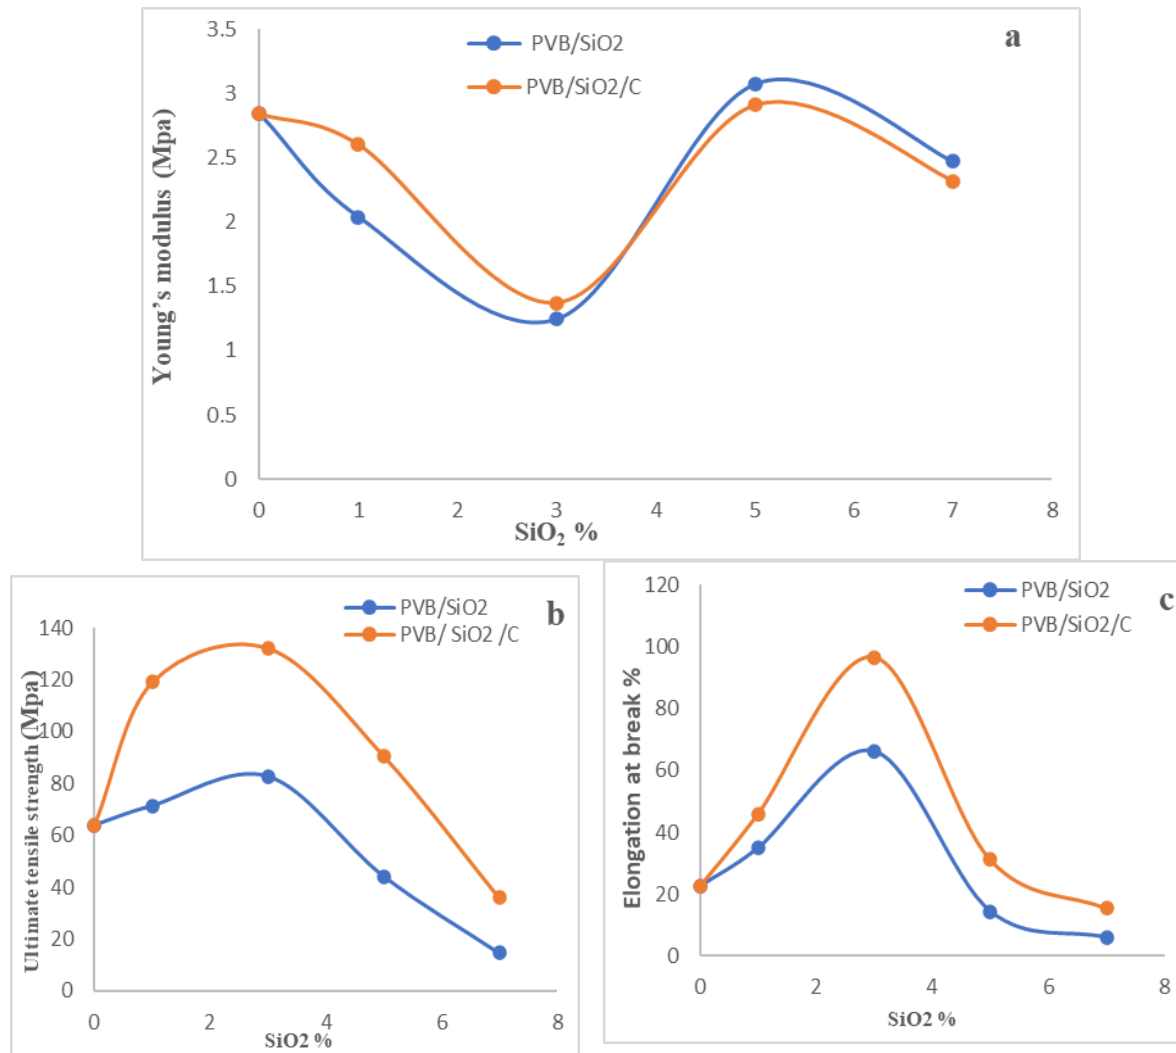 a
PVB/SiO2
PVB/SiO2/C
Young's modulus (Mpa)
3.5
3
2.5
2
1.5
1
0.5
0
0 1 2 3 4 5 6 7 8
SiO₂ %
b
PVB/SiO2
PVB/ SiO2 /C
Ultimate tensile strength (Mpa)
140
120
100
80
60
40
20
0
0 2 4 6 8
SiO2 %
c
PVB/SiO2
PVB/SiO2/C
Elongation at break %
120
100
80
60
40
20
0
0 2 4 6 8
SiO2 %